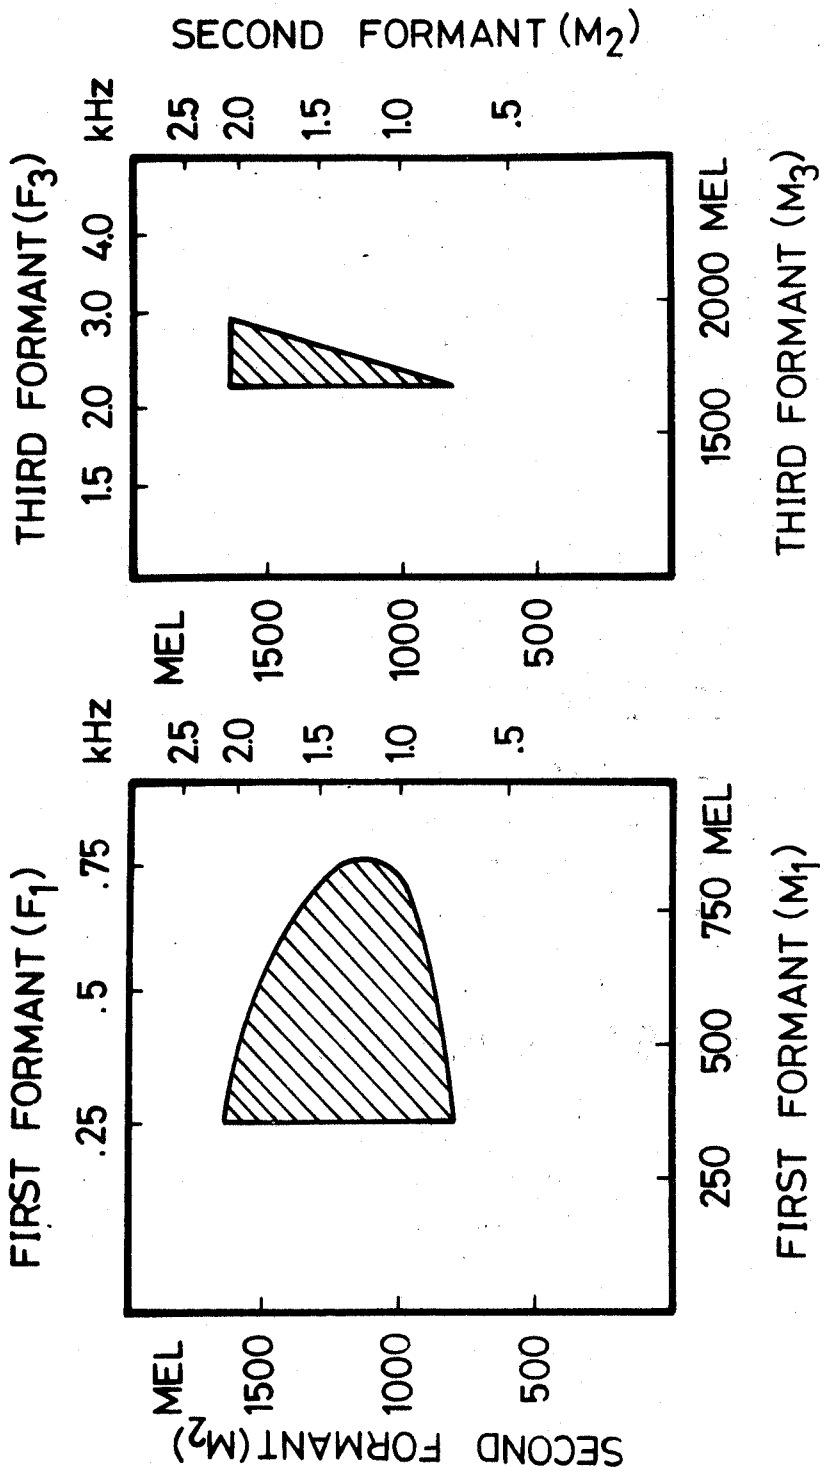 FIRST FORMANT (F1)
.25 .5 .75 kHz
2.5
2.0
1.5
1.0
.5
SECOND FORMANT (M2)
MEL
1500
1000
500
250 500 750 MEL
FIRST FORMANT (M1)
THIRD FORMANT (F3)
1.5 2.0 3.0 4.0 kHz
SECOND FORMANT (M2)
2.5
2.0
1.5
1.0
.5
MEL
1500
1000
500
1500 2000 MEL
THIRD FORMANT (M3)